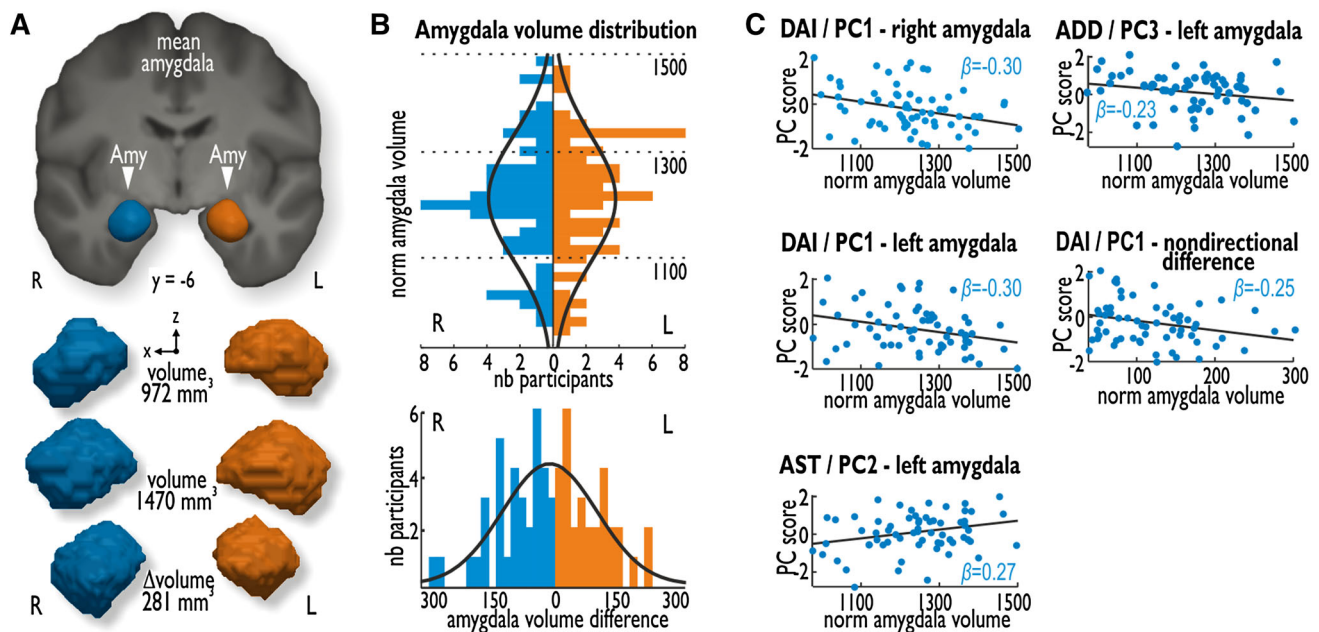 A
mean
amygdala
Amy
Amy
R
y = -6
L
z
x
volume
972 mm³
volume
1470 mm³
Δvolume
281 mm³
R
L
B
Amygdala volume distribution
norm amygdala volume
1500
1300
1100
R
L
8 6 4 2 0 2 4 6 8
nb participants
6
4
2
nb participants
R
L
300 150 0 150 300
amygdala volume difference
C
DAI / PC1 - right amygdala
PC score
2
0
-2
β=-0.30
1100 1300 1500
norm amygdala volume
ADD / PC3 - left amygdala
PC score
2
0
-2
β=-0.23
1100 1300 1500
norm amygdala volume
DAI / PC1 - left amygdala
PC score
2
0
-2
β=-0.30
1100 1300 1500
norm amygdala volume
DAI / PC1 - nondirectional
difference
PC score
2
0
-2
β=-0.25
100 200 300
norm amygdala volume
AST / PC2 - left amygdala
PC score
2
0
-2
β=0.27
1100 1300 1500
norm amygdala volume